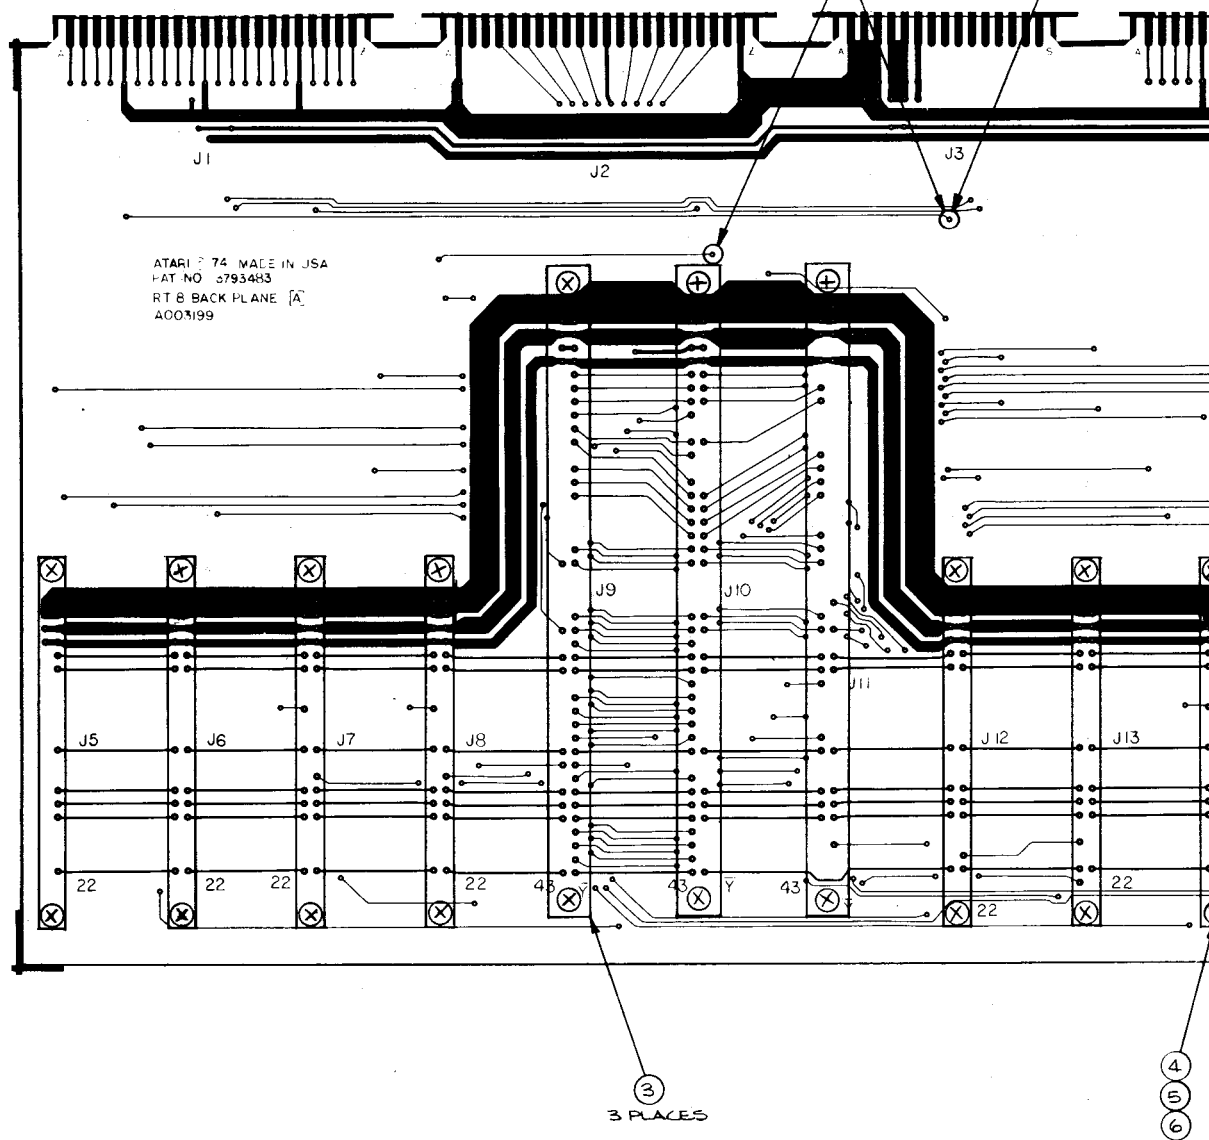 A Z A Z A S A
J1
J2
J3
ATARI 74 MADE IN USA
PAT NO 3793483
RT 8 BACK PLANE [A]
A003199
J9 J10
J11
J5 J6 J7 J8 J12 J13
22 22 22 22 43 Y 43 Y 43 22
22
3
3 PLACES
4
5
6